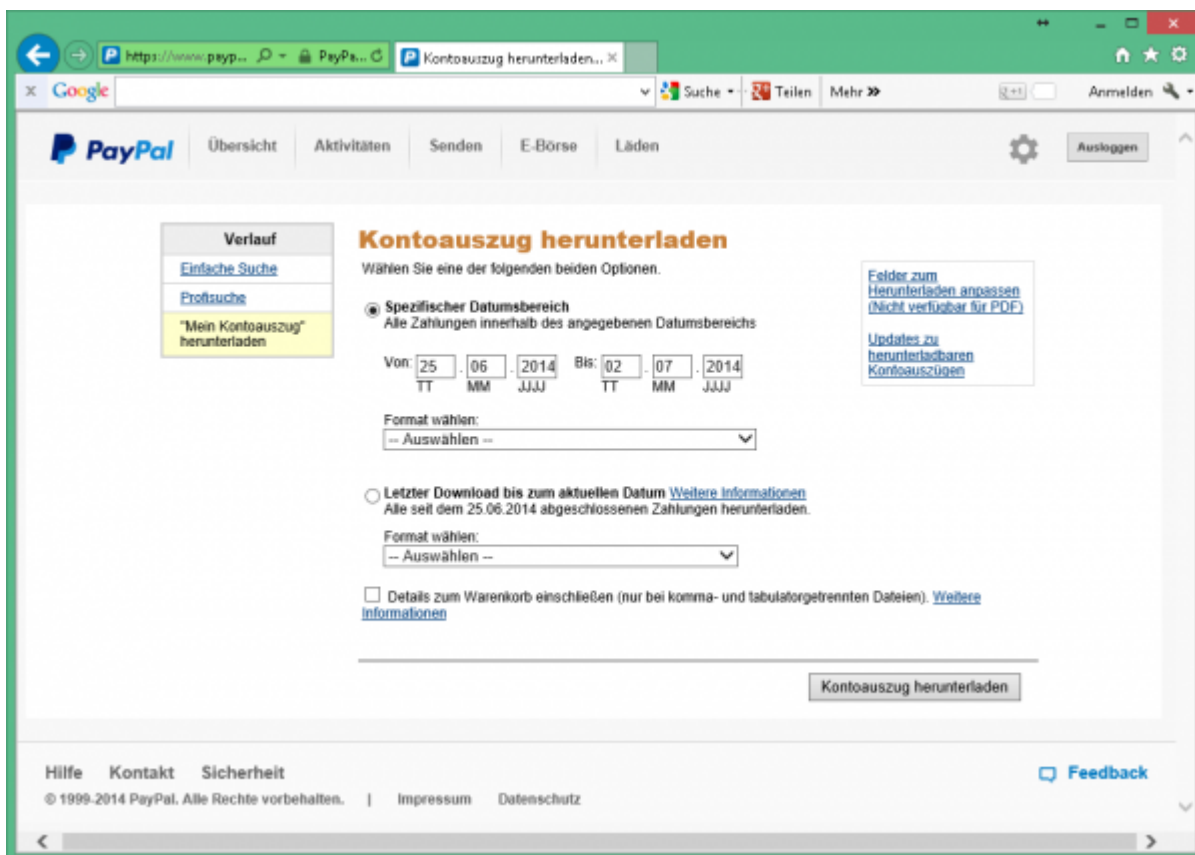 https://www.payp... PayPa... Kontoauszug herunterladen...
Google Suche Teilen Mehr Anmelden
PayPal Übersicht Aktivitäten Senden E-Börse Läden Ausloggen
Verlauf
Einfache Suche
Profisuche
"Mein Kontoauszug"
herunterladen
Kontoauszug herunterladen
Wählen Sie eine der folgenden beiden Optionen.
Spezifischer Datumsbereich
Alle Zahlungen innerhalb des angegebenen Datumsbereichs
Von: 25 . 06 . 2014 Bis: 02 . 07 . 2014
TT MM JJJJ TT MM JJJJ
Format wählen:
-- Auswählen --
Letzter Download bis zum aktuellen Datum Weitere Informationen
Alle seit dem 25.06.2014 abgeschlossenen Zahlungen herunterladen.
Format wählen:
-- Auswählen --
Details zum Warenkorb einschließen (nur bei komma- und tabulatorgetrennten Dateien). Weitere
Informationen
Felder zum
Herunterladen anpassen
(Nicht verfügbar für PDF)
Updates zu
herunterladbaren
Kontoauszügen
Kontoauszug herunterladen
Hilfe Kontakt Sicherheit Feedback
© 1999-2014 PayPal. Alle Rechte vorbehalten. | Impressum Datenschutz